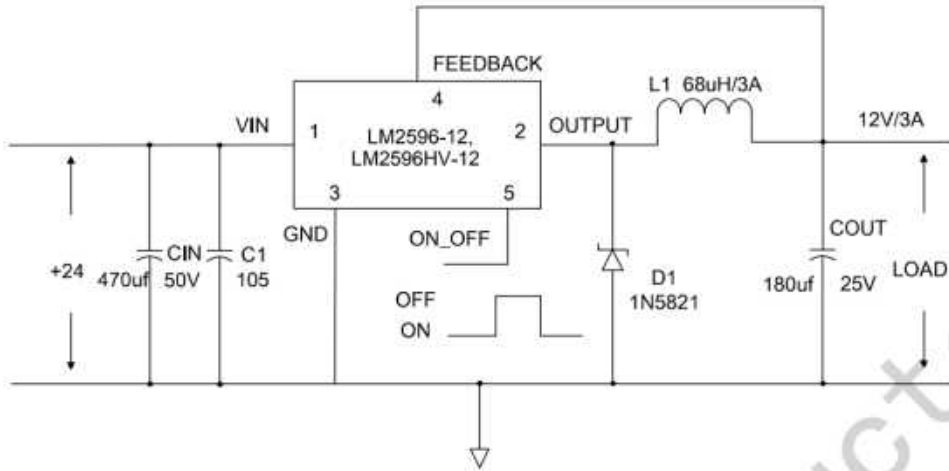 FEEDBACK
L1 68uH/3A
4
VIN
1
LM2596-12,
LM2596HV-12
2
OUTPUT
12V/3A
3
5
GND
ON_OFF
COUT
+24
CIN
470uf 50V
C1
105
OFF
ON
D1
1N5821
180uf 25V
LOAD